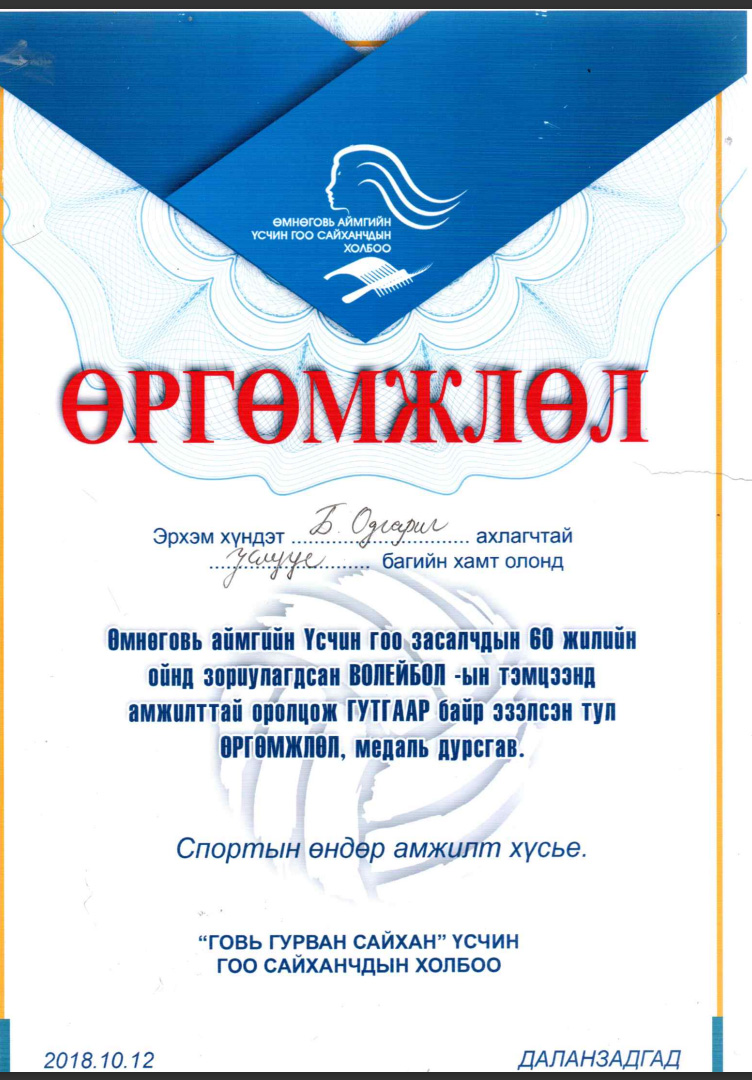 ӨМНӨГОВЬ АЙМГИЙН
ҮСЧИН ГОО САЙХАНЧДЫН
ХОЛБОО
ӨРГӨМЖЛӨЛ
Эрхэм хүндэт Б. Одгэрил ахлагчтай
багийн хамт олонд
Өмнөговь аймгийн Үсчин гоо засалчдын 60 жилийн
ойнд зориулагдсан ВОЛЕЙБОЛ -ын тэмцээнд
амжилттай оролцож ГУТГААР байр эзэлсэн тул
ӨРГӨМЖЛӨЛ, медаль дурсгав.
Спортын өндөр амжилт хүсье.
“ГОВЬ ГУРВАН САЙХАН” ҮСЧИН
ГОО САЙХАНЧДЫН ХОЛБОО
2018.10.12 ДАЛАНЗАДГАД